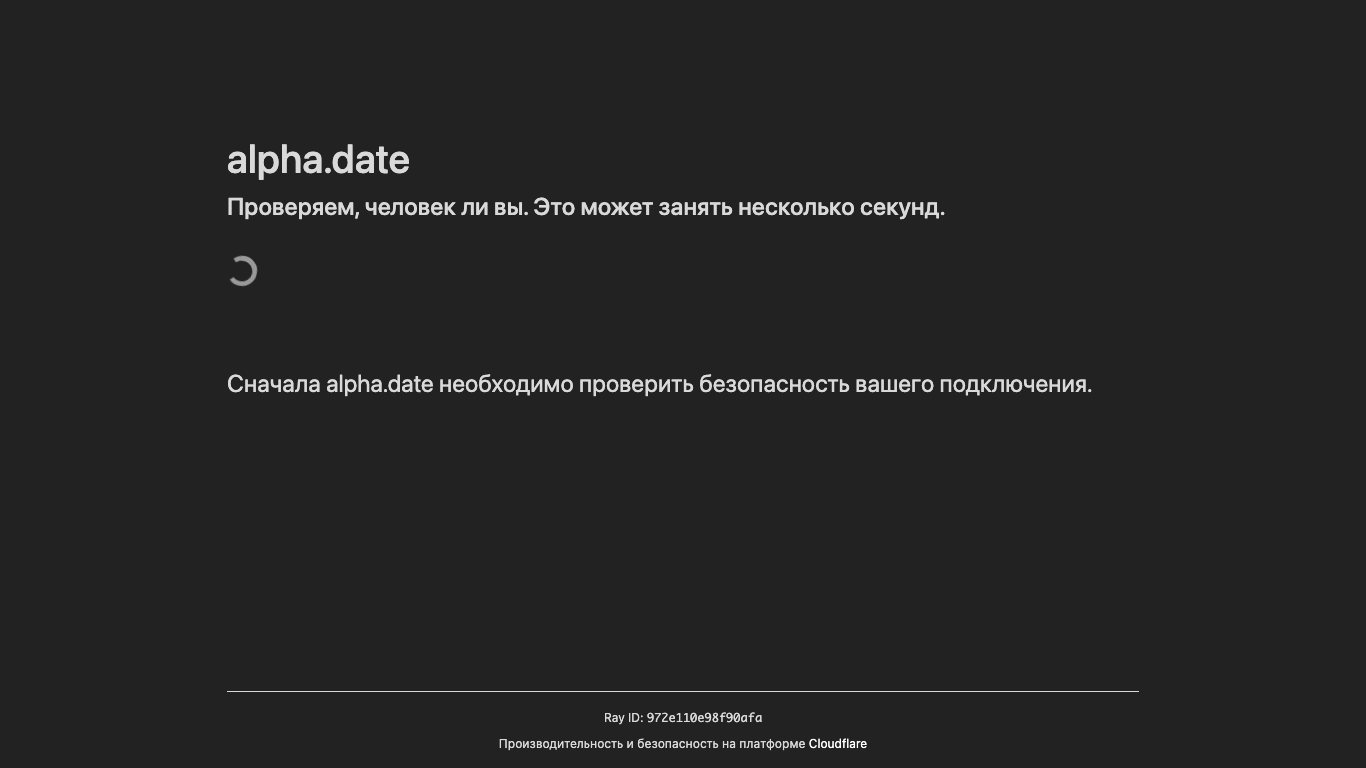 alpha.date
Проверяем, человек ли вы. Это может занять несколько секунд.
Сначала alpha.date необходимо проверить безопасность вашего подключения.
Ray ID: 972e110e98f90afa
Производительность и безопасность на платформе Cloudflare